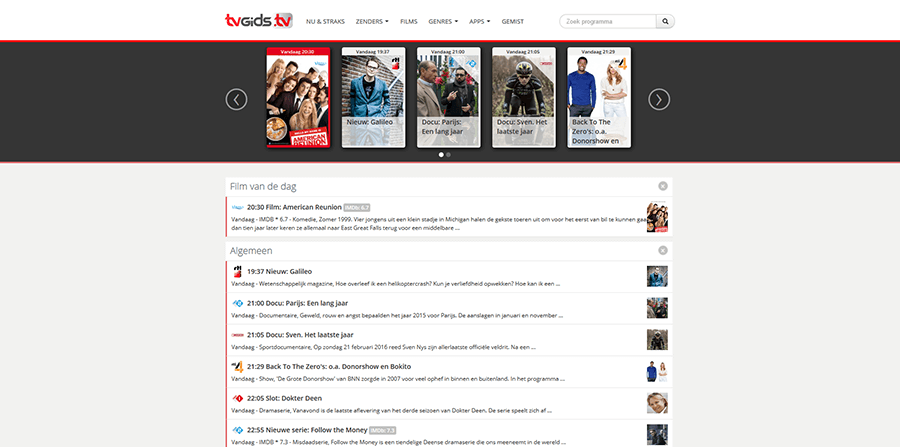 tvGids.tv NU & STRAKS ZENDERS FILMS GENRES APPS GEMIST Zoek programma
Vandaag 20:30
AMERICAN
REUNION
Vandaag 19:37
Nieuw: Galileo
Vandaag 21:00
Docu: Parijs:
Een lang jaar
Vandaag 21:05
Docu: Sven. Het
laatste jaar
Vandaag 21:29
Back To The
Zero's: o.a.
Donorshow en
Film van de dag
20:30 Film: American Reunion IMDb: 6.7
Vandaag - IMDB * 6.7 - Komedie, Zomer 1999. Vier jongens uit een klein stadje in Michigan halen de gekste toeren uit om voor het eerst van bil te kunnen gaan
dan tien jaar later keren ze allemaal naar East Great Falls terug voor een middelbare ...
Algemeen
19:37 Nieuw: Galileo
Vandaag - Wetenschappelijk magazine, Hoe overleef ik een helikoptercrash? Kun je verliefdheid opwekken? Hoe kan ik een ...
21:00 Docu: Parijs: Een lang jaar
Vandaag - Documentaire, Geweld, rouw en angst bepaalden het jaar 2015 voor Parijs. De aanslagen in januari en november ...
21:05 Docu: Sven. Het laatste jaar
Vandaag - Sportdocumentaire, Op zondag 21 februari 2016 reed Sven Nys zijn allerlaatste officiële veldrit. Na een ...
21:29 Back To The Zero's: o.a. Donorshow en Bokito
Vandaag - Show, 'De Grote Donorshow' van BNN zorgde in 2007 voor veel ophef in binnen en buitenland. In het programma ...
22:05 Slot: Dokter Deen
Vandaag - Dramaserie, Vanavond is de laatste aflevering van het derde seizoen van Dokter Deen. De serie speelt zich af ...
22:55 Nieuwe serie: Follow the Money IMDb: 7.3
Vandaag - IMDB * 7.3 - Misdaadserie, Follow the Money is een tiendelige Deense dramaserie die ons meeneemt in de wereld ...